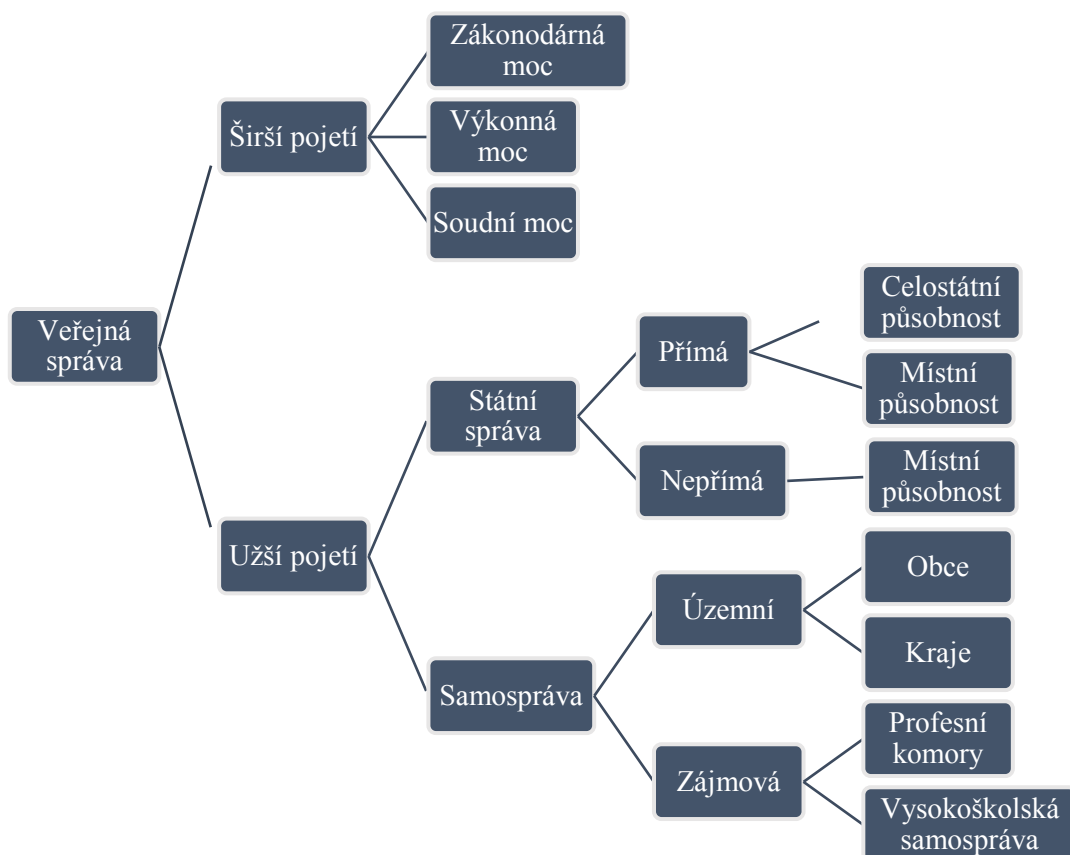 Zákonodárná
moc
Širší pojetí
Výkonná
moc
Soudní moc
Veřejná
správa
Celostátní
působnost
Přímá
Místní
působnost
Státní
správa
Nepřímá
Místní
působnost
Užší pojetí
Obce
Územní
Kraje
Samospráva
Profesní
komory
Zájmová
Vysokoškolská
samospráva